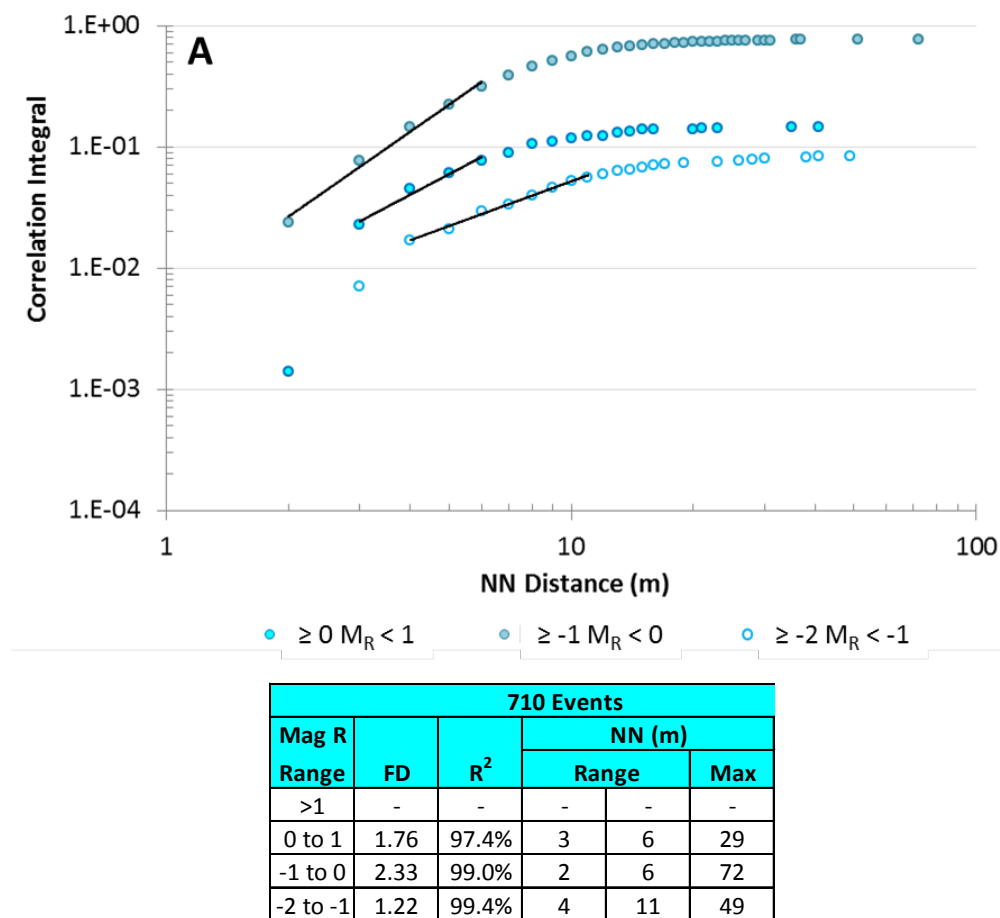 A
1.E+00
1.E-01
1.E-02
1.E-03
1.E-04
Correlation Integral
1 10 100
NN Distance (m)
≥ 0 M_R < 1 ≥ -1 M_R < 0 ≥ -2 M_R < -1
710 Events
Mag R NN (m)
Range FD R² Range Max
>1 - - - - -
0 to 1 1.76 97.4% 3 6 29
-1 to 0 2.33 99.0% 2 6 72
-2 to -1 1.22 99.4% 4 11 49